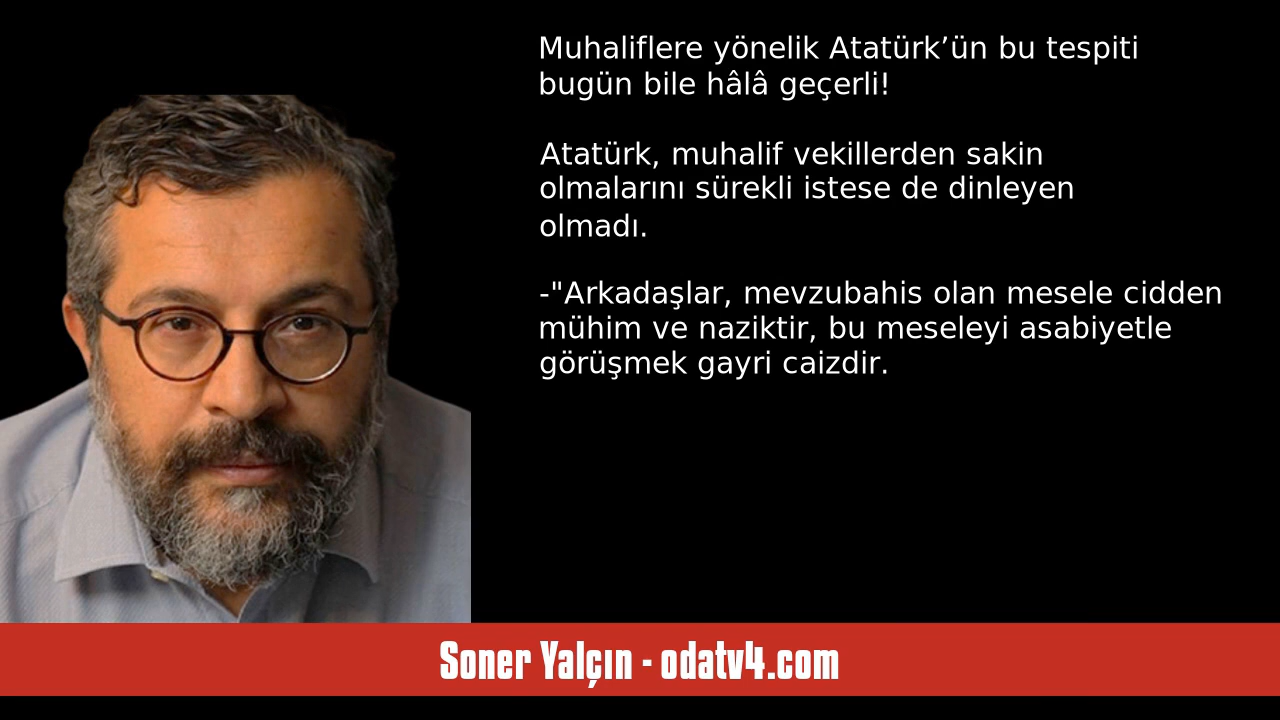 Muhaliflere yönelik Atatürk’ün bu tespiti
bugün bile hâlâ geçerli!
Atatürk, muhalif vekillerden sakin
olmalarını sürekli istese de dinleyen
olmadı.
-"Arkadaşlar, mevzubahis olan mesele cidden
mühim ve naziktir, bu meseleyi asabiyetle
görüşmek gayri caizdir.
Soner Yalçın - odatv4.com